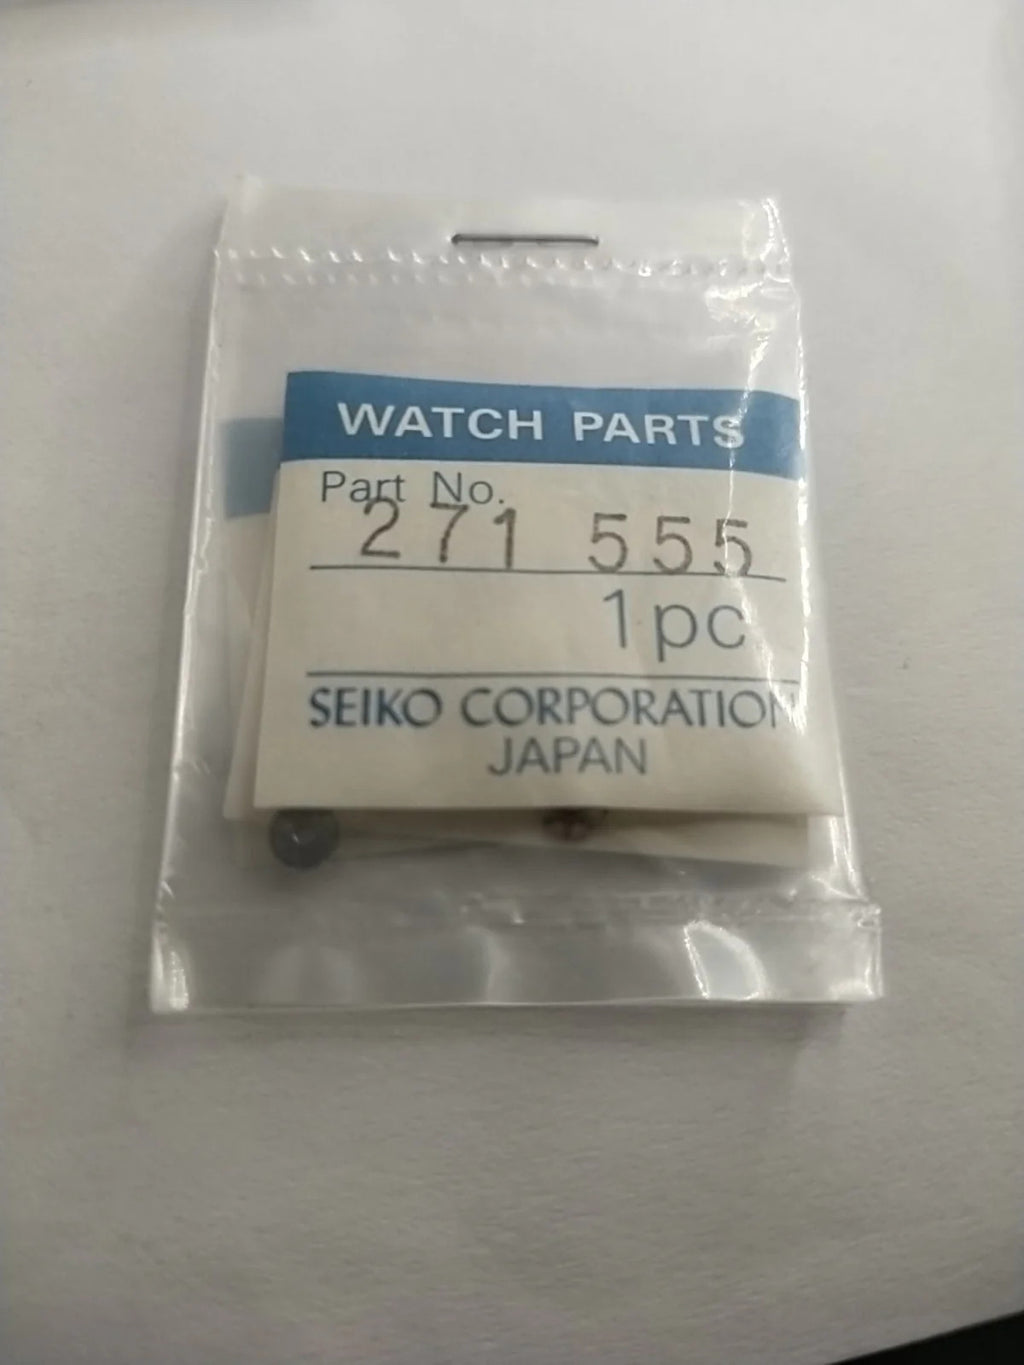 WATCH PARTS
Part No.
271 555
1pc
SEIKO CORPORATION
JAPAN